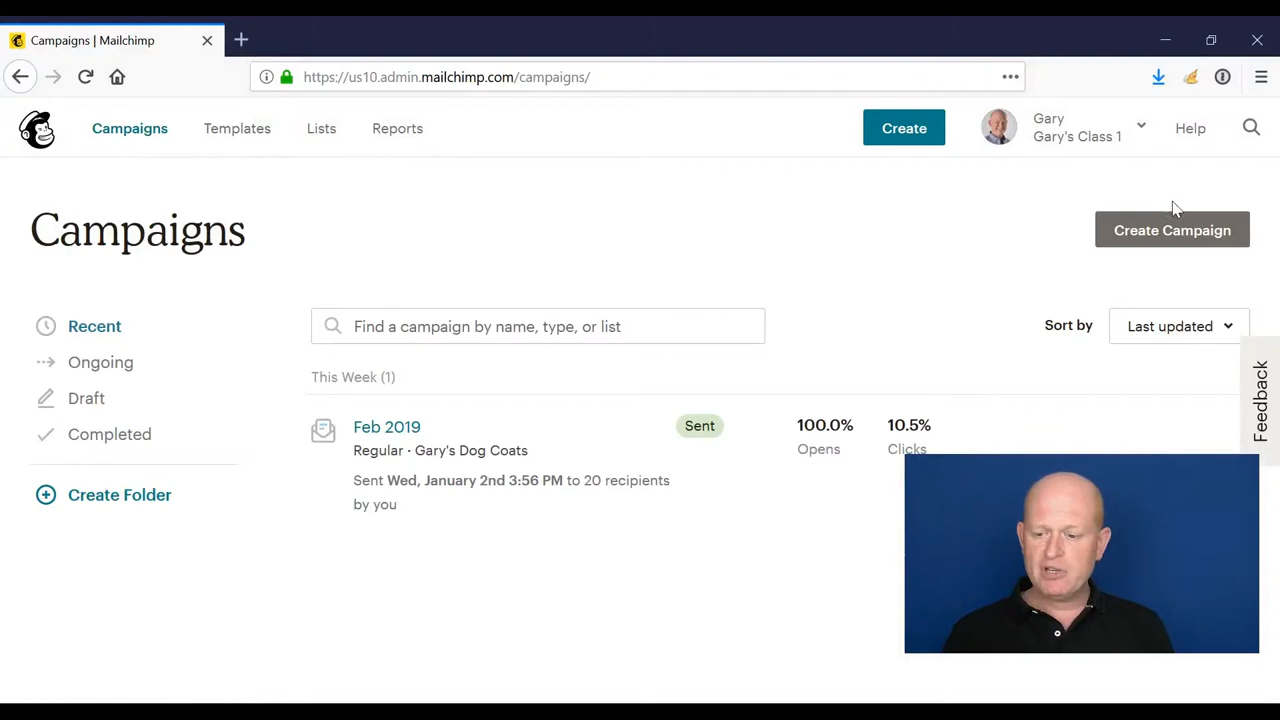 Campaigns | Mailchimp
https://us10.admin.mailchimp.com/campaigns/
Campaigns
Templates
Lists
Reports
Create
Gary
Gary's Class 1
Help
Campaigns
Create Campaign
Recent
Ongoing
Draft
Completed
Create Folder
Find a campaign by name, type, or list
Sort by
Last updated
This Week (1)
Feb 2019
Sent
Regular · Gary's Dog Coats
Sent Wed, January 2nd 3:56 PM to 20 recipients
by you
100.0%
Opens
10.5%
Clicks
Feedback